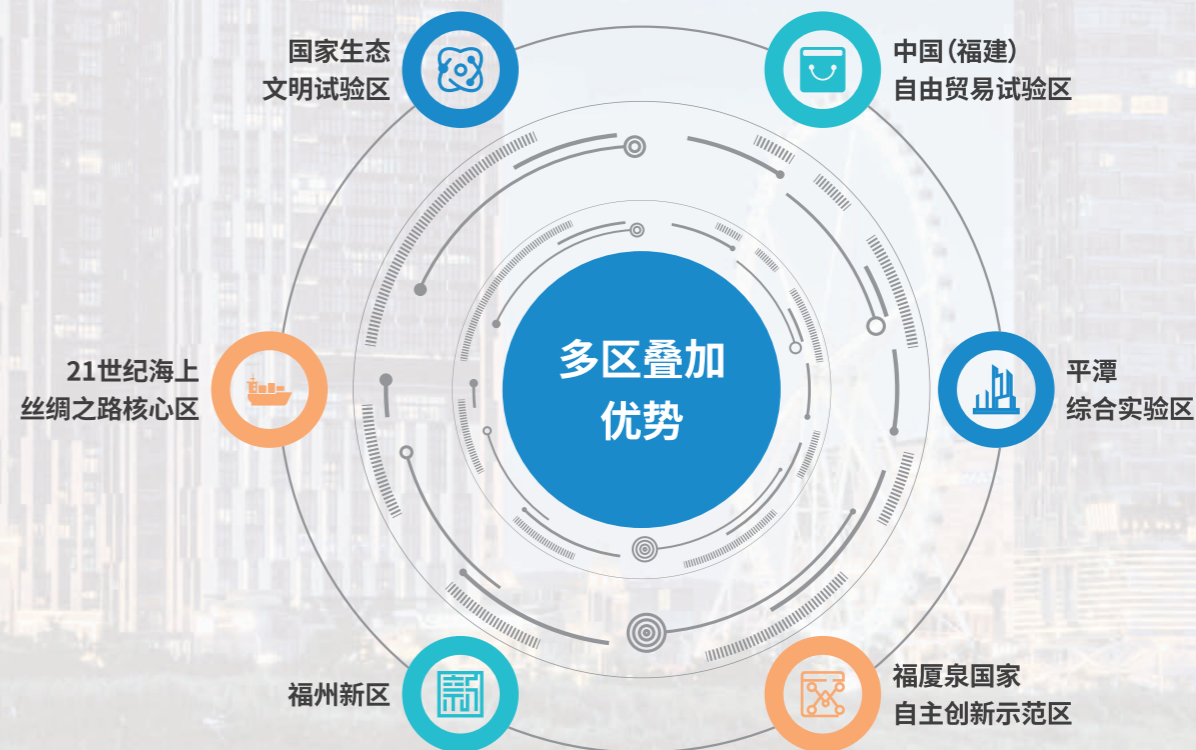 国家生态
文明试验区
中国（福建）
自由贸易试验区
21世纪海上
丝绸之路核心区
多区叠加
优势
平潭
综合实验区
福州新区
福厦泉国家
自主创新示范区